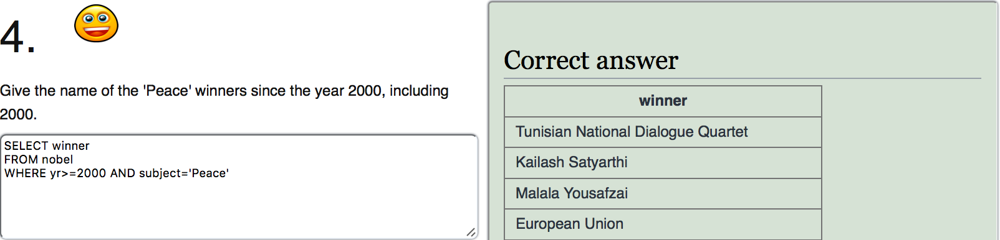 4.
Give the name of the 'Peace' winners since the year 2000, including
2000.
SELECT winner
FROM nobel
WHERE yr>=2000 AND subject='Peace'
Correct answer
winner
Tunisian National Dialogue Quartet
Kailash Satyarthi
Malala Yousafzai
European Union